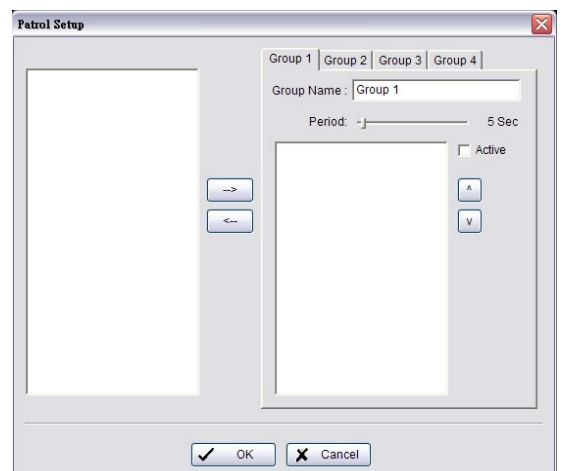 Patrol Setup
Group 1 Group 2 Group 3 Group 4
Group Name : Group 1
Period: 5 Sec
Active
-->
<--
^
v
OK Cancel